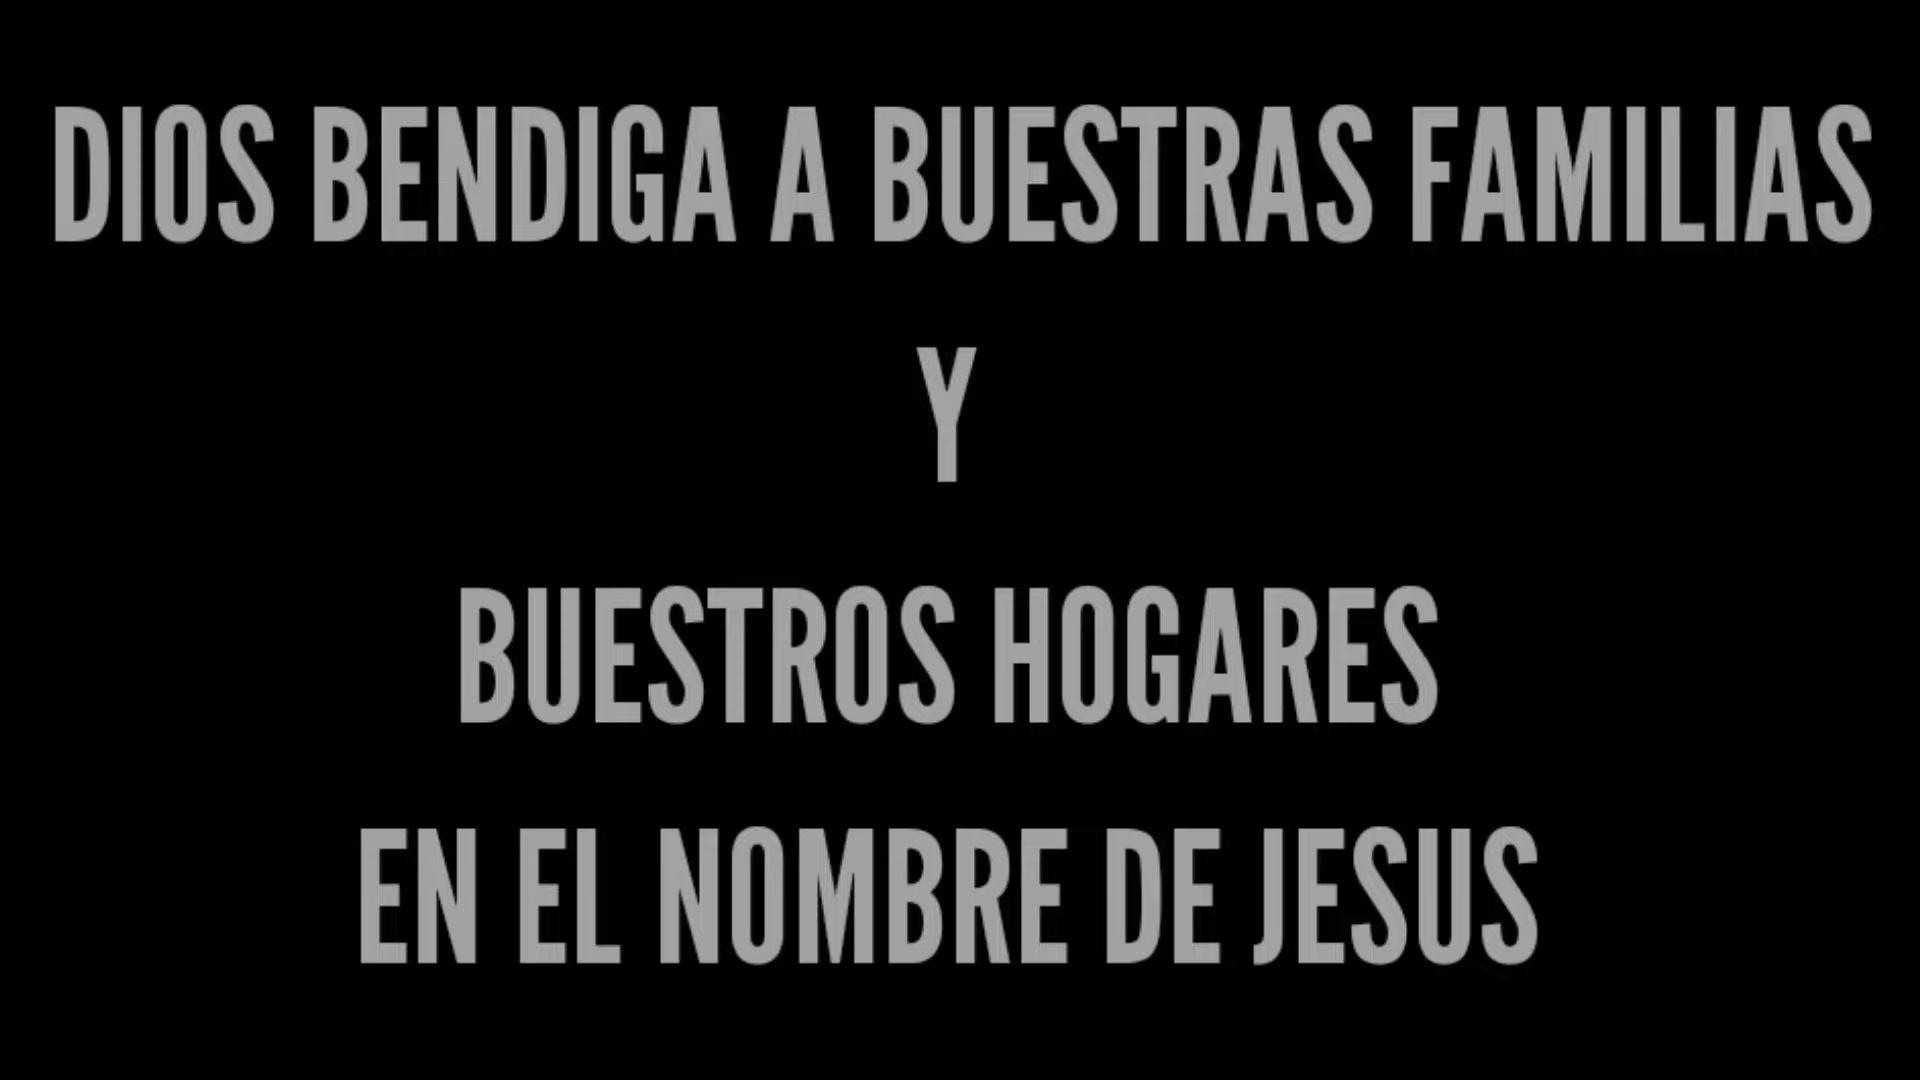 DIOS BENDIGA A BUESTRAS FAMILIAS
Y
BUESTROS HOGARES
EN EL NOMBRE DE JESUS